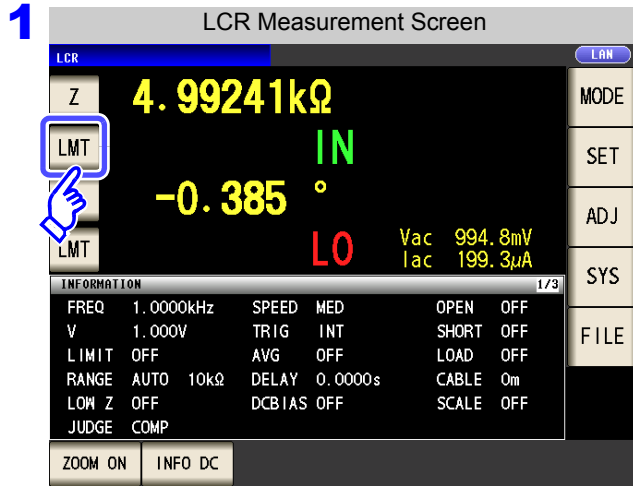 1
LCR Measurement Screen
LCR
LAN
Z
4.99241kΩ
MODE
LMT
IN
SET
-0.385 °
ADJ
LMT
LO
Vac 994.8mV
Iac 199.3μA
SYS
INFORMATION 1/3
FREQ 1.0000kHz SPEED MED OPEN OFF
V 1.000V TRIG INT SHORT OFF
FILE
LIMIT OFF AVG OFF LOAD OFF
RANGE AUTO 10kΩ DELAY 0.0000s CABLE 0m
LOW Z OFF DCBIAS OFF SCALE OFF
JUDGE COMP
ZOOM ON INFO DC